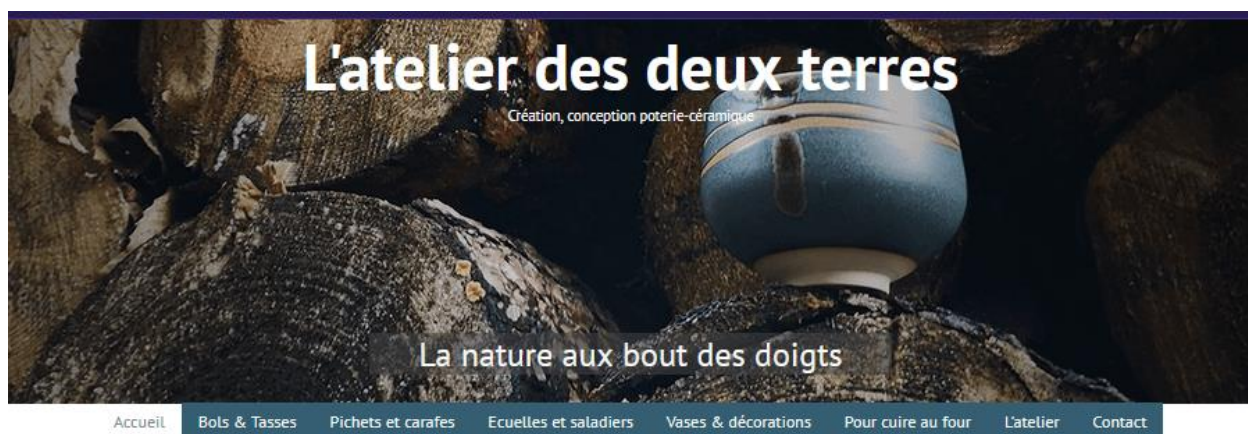 L'atelier des deux terres
Création, conception poterie-céramique
La nature aux bout des doigts
Accueil Bols & Tasses Pichets et carafes Ecuelles et saladiers Vases & décorations Pour cuire au four L'atelier Contact